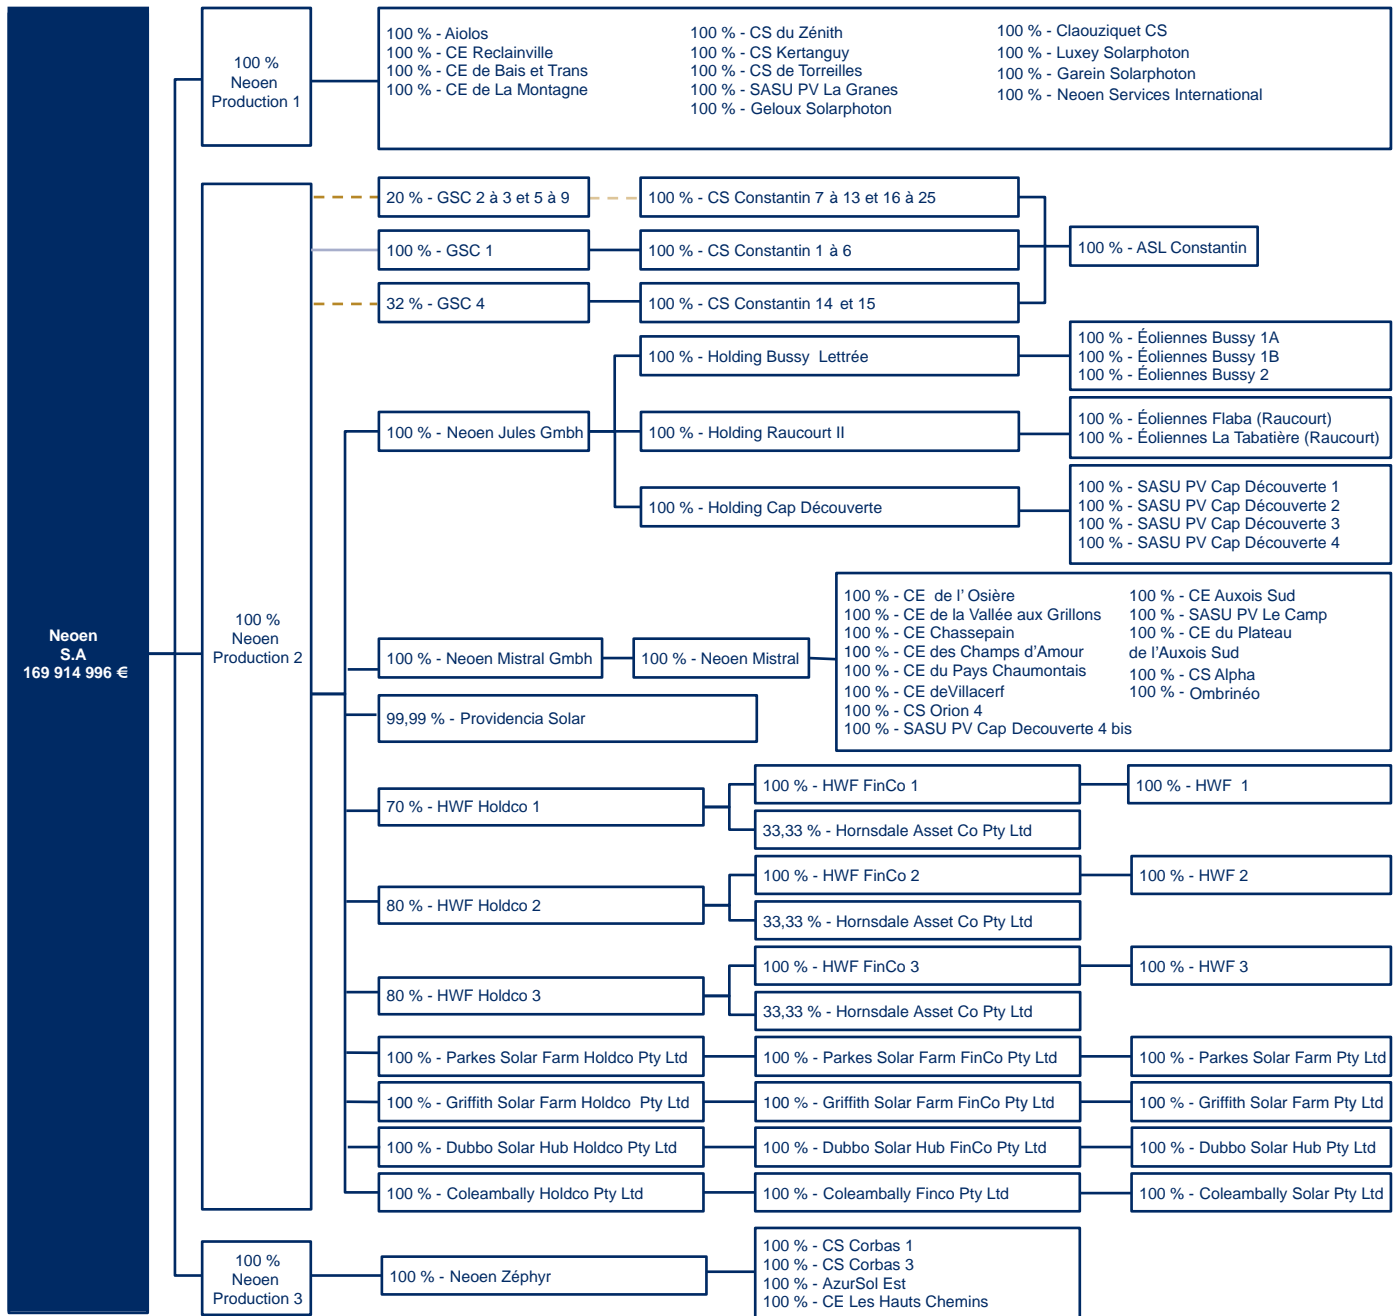 Neoen
S.A
169 914 996 €
100 %
Neoen
Production 1
100 % - Aiolos
100 % - CE Reclainville
100 % - CE de Bais et Trans
100 % - CE de La Montagne
100 % - CS du Zénith
100 % - CS Kertanguy
100 % - CS de Torreilles
100 % - SASU PV La Granes
100 % - Geloux Solarphoton
100 % - Claouziquet CS
100 % - Luxey Solarphoton
100 % - Garein Solarphoton
100 % - Neoen Services International
100 %
Neoen
Production 2
20 % - GSC 2 à 3 et 5 à 9
100 % - CS Constantin 7 à 13 et 16 à 25
100 % - GSC 1
100 % - CS Constantin 1 à 6
100 % - ASL Constantin
32 % - GSC 4
100 % - CS Constantin 14 et 15
100 % - Neoen Jules Gmbh
100 % - Holding Bussy Lettrée
100 % - Éoliennes Bussy 1A
100 % - Éoliennes Bussy 1B
100 % - Éoliennes Bussy 2
100 % - Holding Raucourt II
100 % - Éoliennes Flaba (Raucourt)
100 % - Éoliennes La Tabatière (Raucourt)
100 % - Holding Cap Découverte
100 % - SASU PV Cap Découverte 1
100 % - SASU PV Cap Découverte 2
100 % - SASU PV Cap Découverte 3
100 % - SASU PV Cap Découverte 4
100 % - Neoen Mistral Gmbh
100 % - Neoen Mistral
100 % - CE de l' Osière
100 % - CE de la Vallée aux Grillons
100 % - CE Chassepain
100 % - CE des Champs d'Amour
100 % - CE du Pays Chaumontais
100 % - CE deVillacerf
100 % - CS Orion 4
100 % - SASU PV Cap Decouverte 4 bis
100 % - CE Auxois Sud
100 % - SASU PV Le Camp
100 % - CE du Plateau
de l'Auxois Sud
100 % - CS Alpha
100 % - Ombrinéo
99,99 % - Providencia Solar
70 % - HWF Holdco 1
100 % - HWF FinCo 1
100 % - HWF 1
33,33 % - Hornsdale Asset Co Pty Ltd
80 % - HWF Holdco 2
100 % - HWF FinCo 2
100 % - HWF 2
33,33 % - Hornsdale Asset Co Pty Ltd
80 % - HWF Holdco 3
100 % - HWF FinCo 3
100 % - HWF 3
33,33 % - Hornsdale Asset Co Pty Ltd
100 % - Parkes Solar Farm Holdco Pty Ltd
100 % - Parkes Solar Farm FinCo Pty Ltd
100 % - Parkes Solar Farm Pty Ltd
100 % - Griffith Solar Farm Holdco Pty Ltd
100 % - Griffith Solar Farm FinCo Pty Ltd
100 % - Griffith Solar Farm Pty Ltd
100 % - Dubbo Solar Hub Holdco Pty Ltd
100 % - Dubbo Solar Hub FinCo Pty Ltd
100 % - Dubbo Solar Hub Pty Ltd
100 % - Coleambally Holdco Pty Ltd
100 % - Coleambally Finco Pty Ltd
100 % - Coleambally Solar Pty Ltd
100 %
Neoen
Production 3
100 % - Neoen Zéphyr
100 % - CS Corbas 1
100 % - CS Corbas 3
100 % - AzurSol Est
100 % - CE Les Hauts Chemins